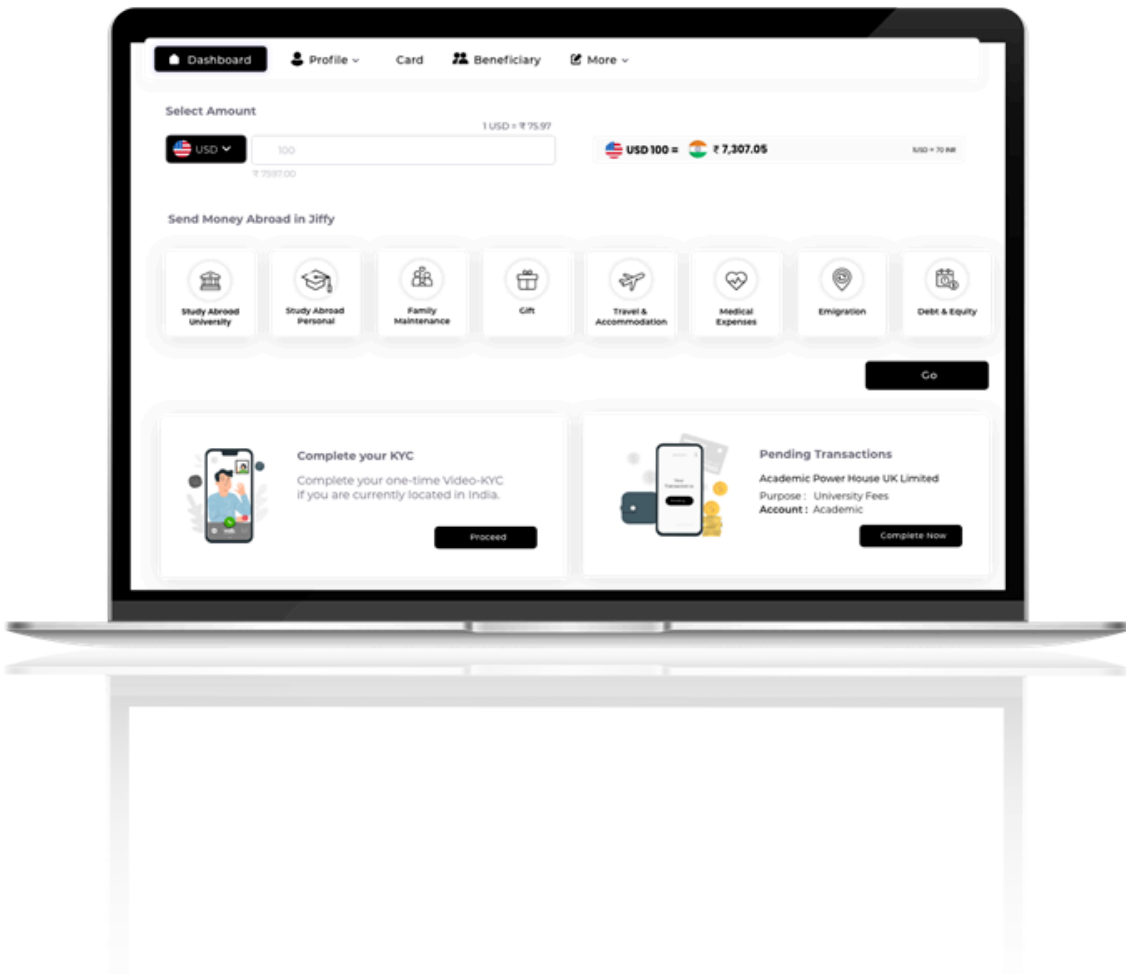 Dashboard
Profile
Card
Beneficiary
More
Select Amount
1 USD = ₹ 75.97
USD
100
₹ 7597.00
USD 100 =
₹ 7,307.05
Send Money Abroad in Jiffy
Study Abroad
University
Study Abroad
Personal
Family
Maintenance
Gift
Travel &
Accommodation
Medical
Expenses
Emigration
Debt & Equity
Go
Complete your KYC
Complete your one-time Video-KYC
if you are currently located in India.
Proceed
Pending Transactions
Academic Power House UK Limited
Purpose : University Fees
Account : Academic
Complete Now